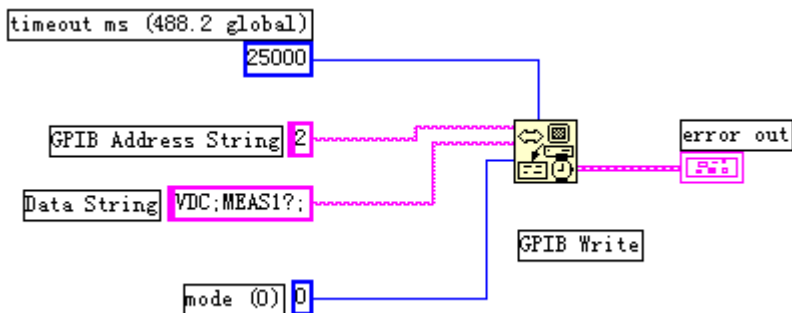 timeout ms (488.2 global)
25000
GPIB Address String 2
error out
Data String VDC;MEAS1?;
GPIB Write
mode (0) 0